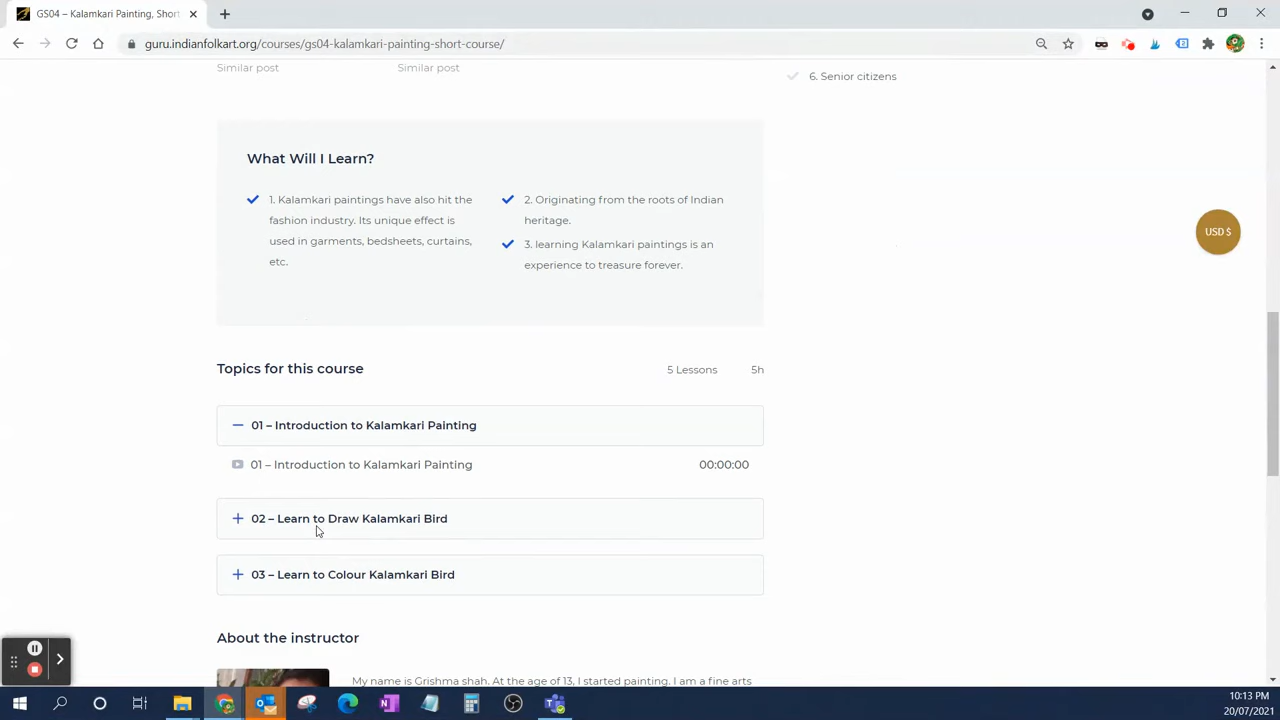 GS04 – Kalamkari Painting, Short
guru.indianfolkart.org/courses/gs04-kalamkari-painting-short-course/
Similar post
Similar post
6. Senior citizens
What Will I Learn?
1. Kalamkari paintings have also hit the
fashion industry. Its unique effect is
used in garments, bedsheets, curtains,
etc.
2. Originating from the roots of Indian
heritage.
3. learning Kalamkari paintings is an
experience to treasure forever.
USD $
Topics for this course
5 Lessons
5h
01 – Introduction to Kalamkari Painting
01 – Introduction to Kalamkari Painting
00:00:00
02 – Learn to Draw Kalamkari Bird
03 – Learn to Colour Kalamkari Bird
About the instructor
My name is Grishma shah. At the age of 13, I started painting. I am a fine arts
10:13 PM
20/07/2021